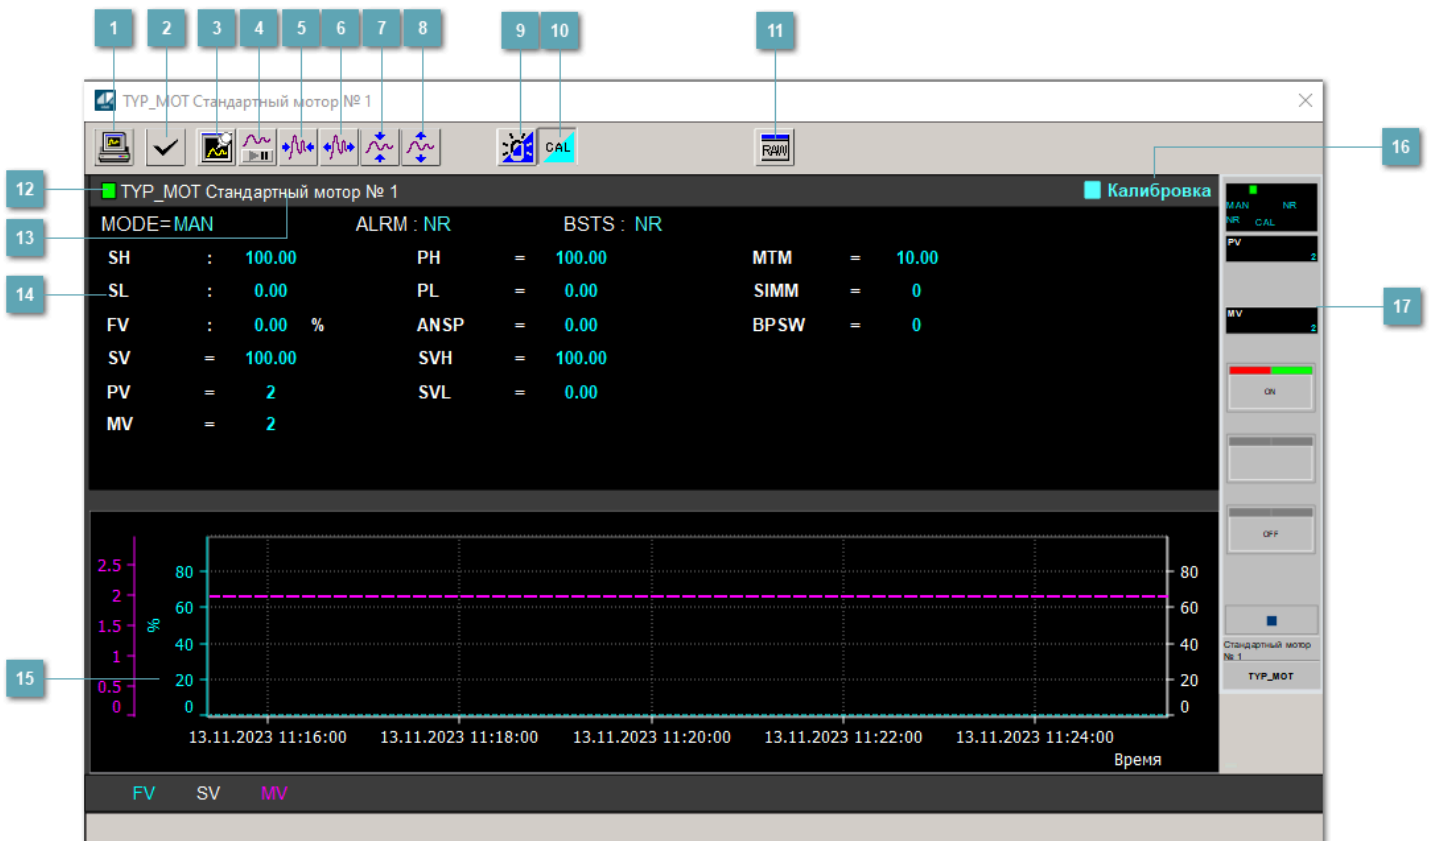 1 2 3 4 5 6 7 8 9 10 11
TYP_MOT Стандартный мотор № 1
CAL RAW
16
12 TYP_MOT Стандартный мотор № 1 Калибровка
13 MODE=MAN ALRM : NR BSTS : NR
SH : 100.00 PH = 100.00 MTM = 10.00
14 SL : 0.00 PL = 0.00 SIMM = 0
FV : 0.00 % ANSP = 0.00 BPSW = 0
SV = 100.00 SVH = 100.00
PV = 2 SVL = 0.00
MV = 2
MAN NR
NR CAL
PV
2
17
MV
2
ON
OFF
Стандартный мотор
№ 1
TYP_MOT
15
2.5
2
1.5
1
0.5
0
%
80
60
40
20
0
80
60
40
20
0
13.11.2023 11:16:00 13.11.2023 11:18:00 13.11.2023 11:20:00 13.11.2023 11:22:00 13.11.2023 11:24:00
Время
FV SV MV